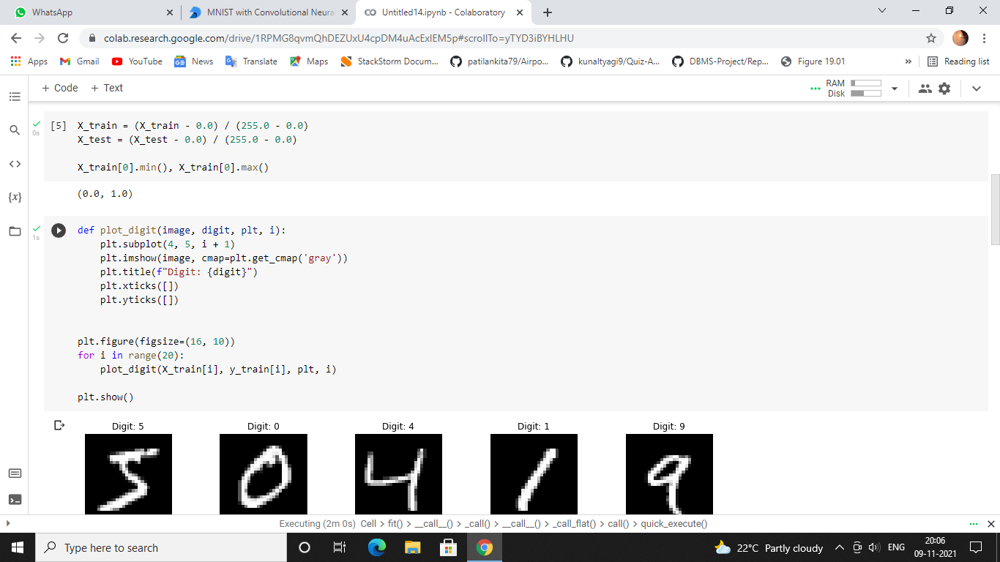 WhatsApp
MNIST with Convolutional Neura
Untitled14.ipynb - Colaboratory
colab.research.google.com/drive/1RPMG8qvmQhDEZUxU4cpDM4uAcExIEM5p#scrollTo=yTYD3iBYHLHU
Apps Gmail YouTube News Translate Maps StackStorm Docum... patilankita79/Airpo... kunaltyagi9/Quiz-A... DBMS-Project/Rep... Figure 19.01 » Reading list
+ Code + Text
RAM
Disk
[5] X_train = (X_train - 0.0) / (255.0 - 0.0)
0s
X_test = (X_test - 0.0) / (255.0 - 0.0)
X_train[0].min(), X_train[0].max()
(0.0, 1.0)
def plot_digit(image, digit, plt, i):
1s
plt.subplot(4, 5, i + 1)
plt.imshow(image, cmap=plt.get_cmap('gray'))
plt.title(f"Digit: {digit}")
plt.xticks([])
plt.yticks([])
plt.figure(figsize=(16, 10))
for i in range(20):
plot_digit(X_train[i], y_train[i], plt, i)
plt.show()
Digit: 5 Digit: 0 Digit: 4 Digit: 1 Digit: 9
5 0 4 1 9
Executing (2m 0s) Cell > fit() > __call__() > _call() > __call__() > _call_flat() > call() > quick_execute()
Type here to search
22°C Partly cloudy
ENG
20:06
09-11-2021